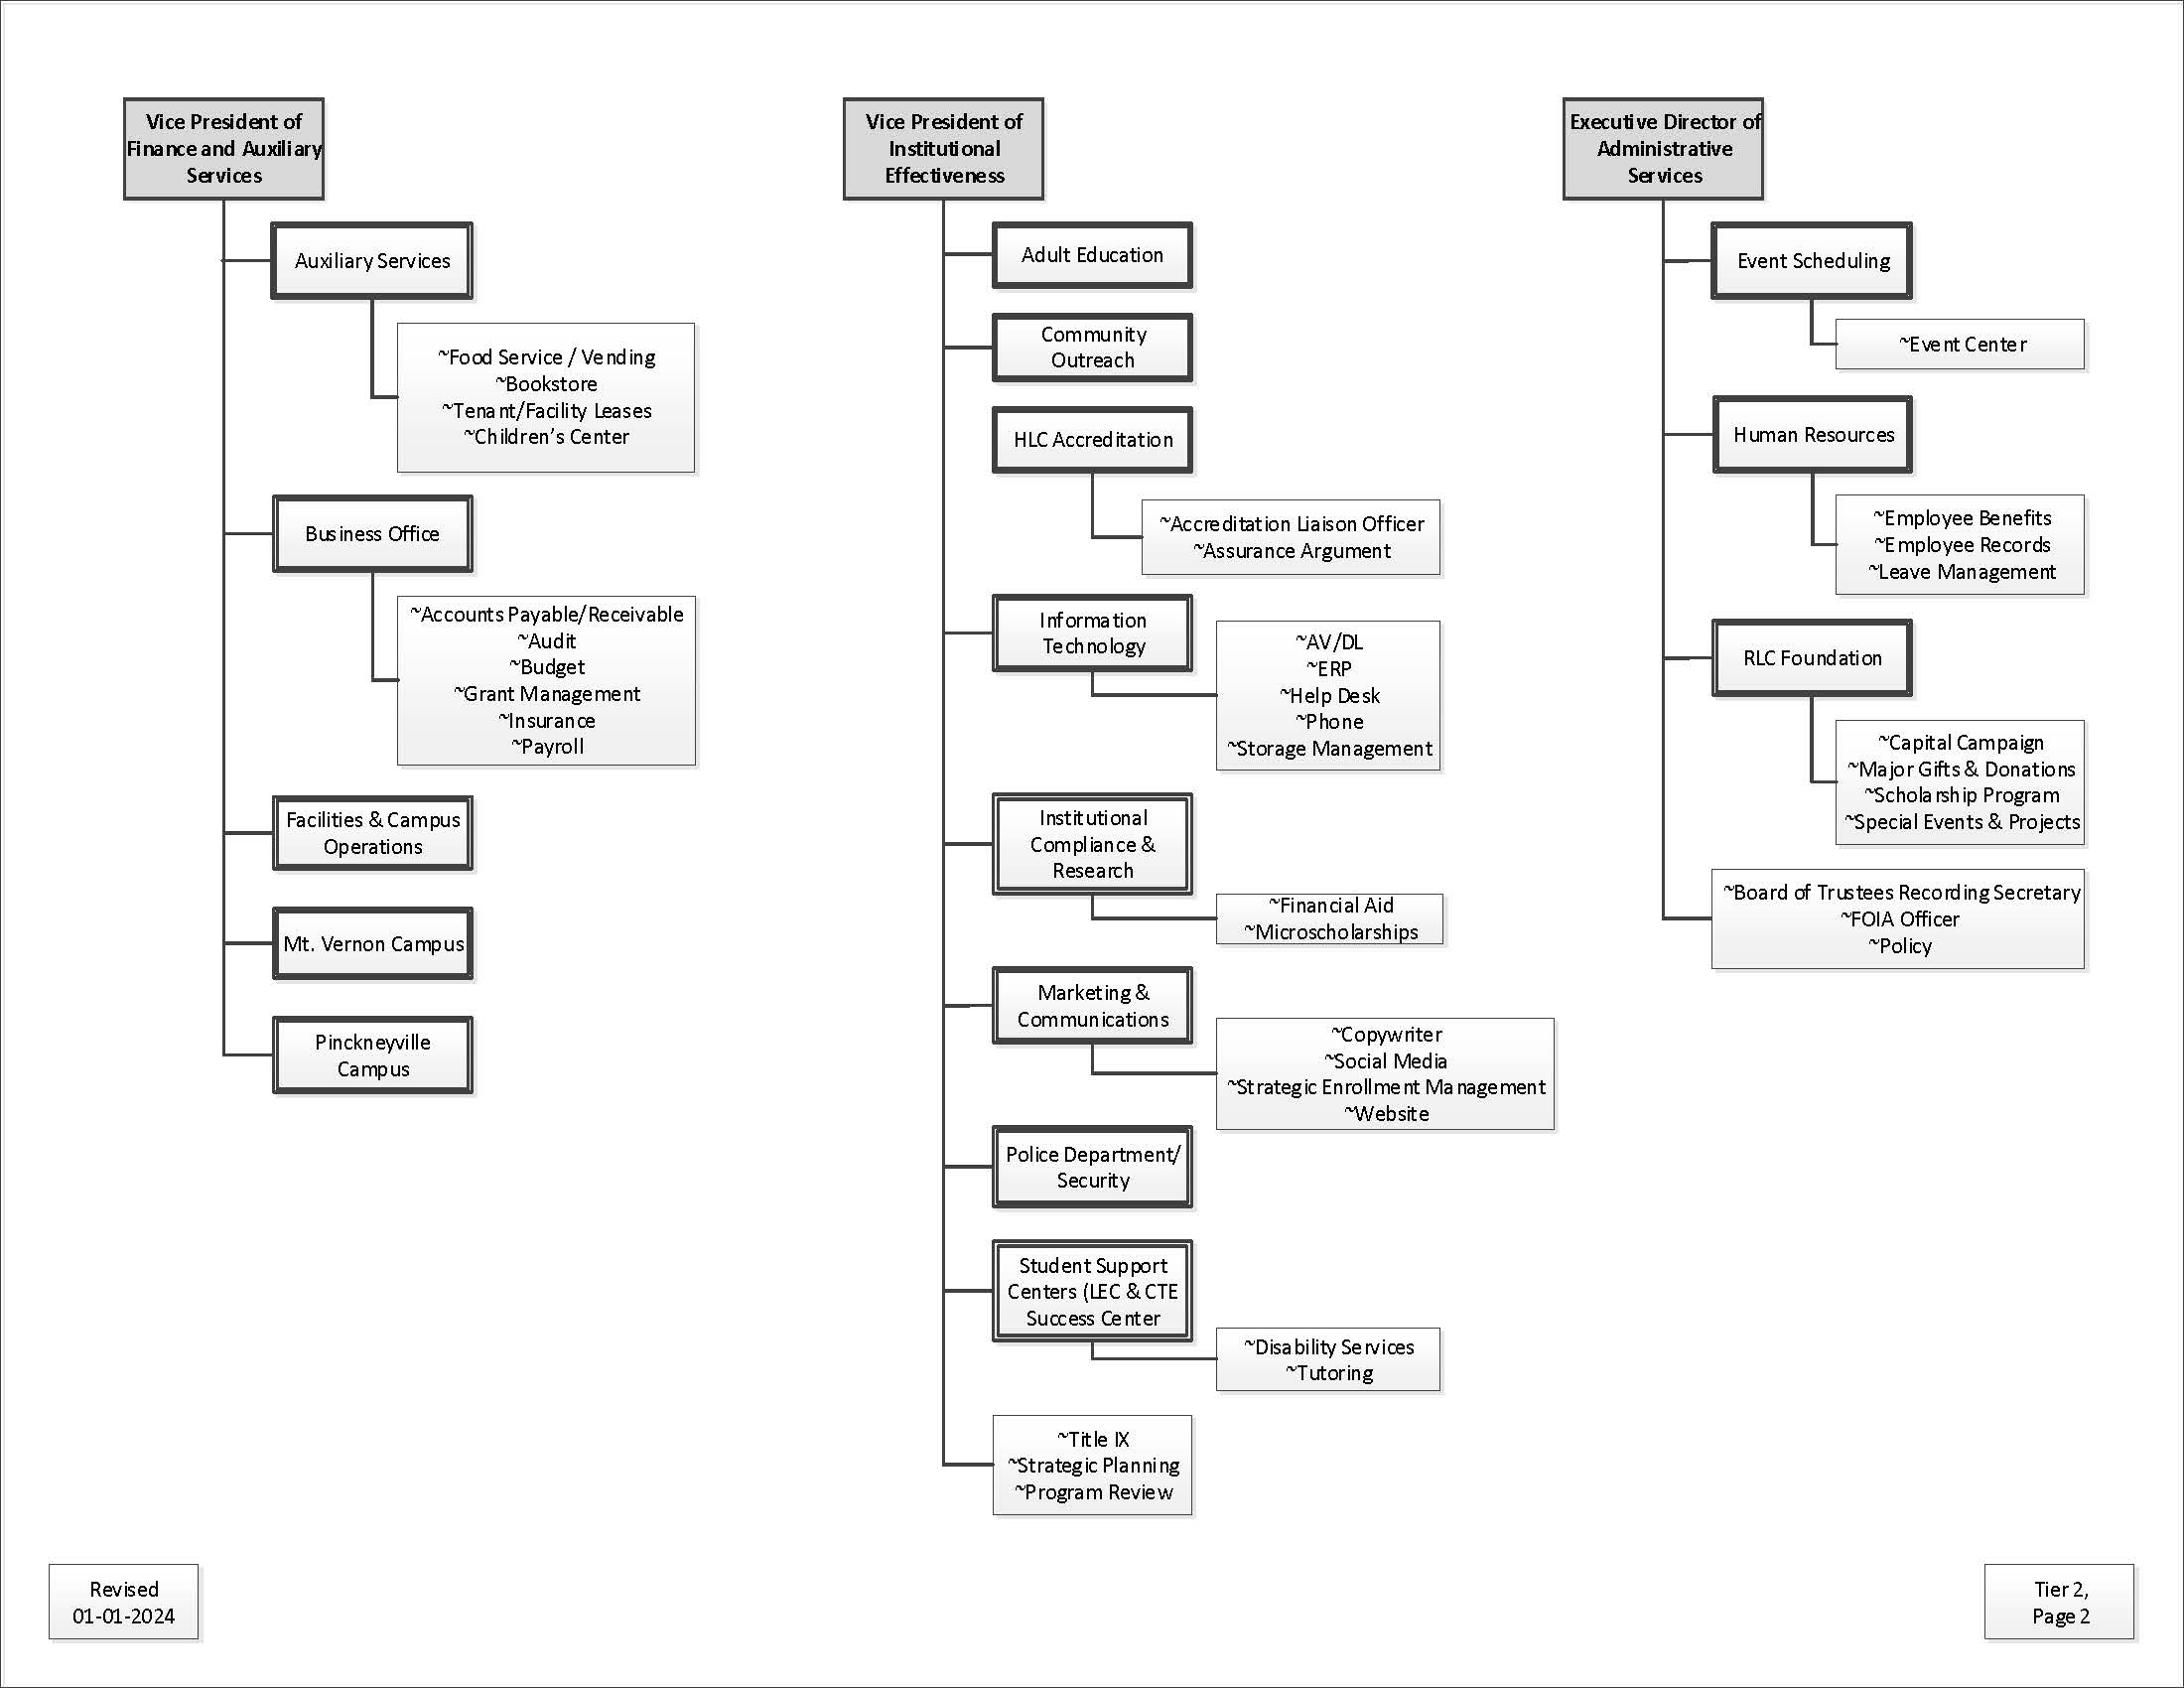 Vice President of
Finance and Auxiliary
Services
Auxiliary Services
~Food Service / Vending
~Bookstore
~Tenant/Facility Leases
~Children's Center
Business Office
~Accounts Payable/Receivable
~Audit
~Budget
~Grant Management
~Insurance
~Payroll
Facilities & Campus
Operations
Mt. Vernon Campus
Pinckneyville
Campus
Vice President of
Institutional
Effectiveness
Adult Education
Community
Outreach
HLC Accreditation
~Accreditation Liaison Officer
~Assurance Argument
Information
Technology
~AV/DL
~ERP
~Help Desk
~Phone
~Storage Management
Institutional
Compliance &
Research
~Financial Aid
~Microscholarships
Marketing &
Communications
~Copywriter
~Social Media
~Strategic Enrollment Management
~Website
Police Department/
Security
Student Support
Centers (LEC & CTE
Success Center
~Disability Services
~Tutoring
~Title IX
~Strategic Planning
~Program Review
Executive Director of
Administrative
Services
Event Scheduling
~Event Center
Human Resources
~Employee Benefits
~Employee Records
~Leave Management
RLC Foundation
~Capital Campaign
~Major Gifts & Donations
~Scholarship Program
~Special Events & Projects
~Board of Trustees Recording Secretary
~FOIA Officer
~Policy
Revised
01-01-2024
Tier 2,
Page 2